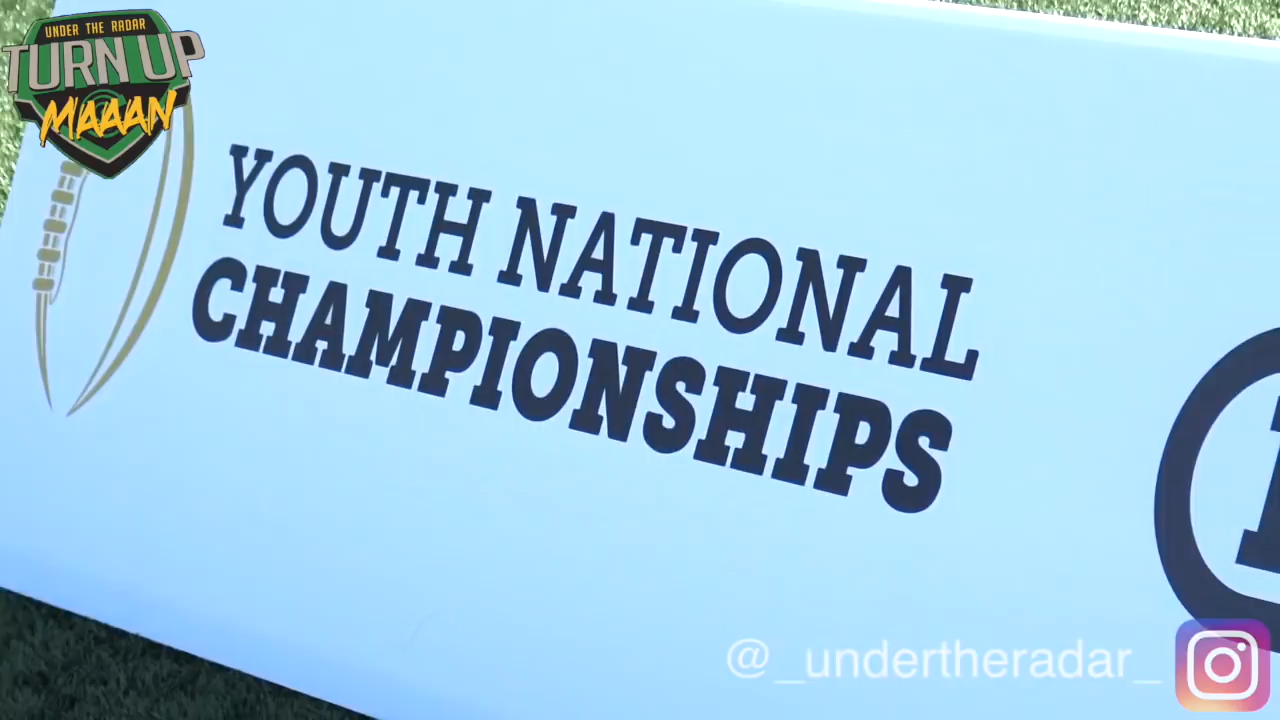 UNDER THE RADAR
TURN UP
MAAAN
YOUTH NATIONAL
CHAMPIONSHIPS
@_undertheradar_